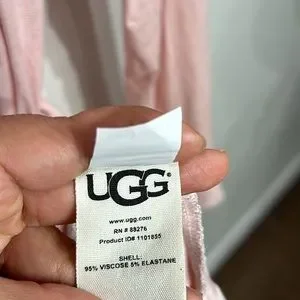 UGG
www.ugg.com
RN # 88276
Product ID# 1101855
SHELL:
95% VISCOSE 5% ELASTANE